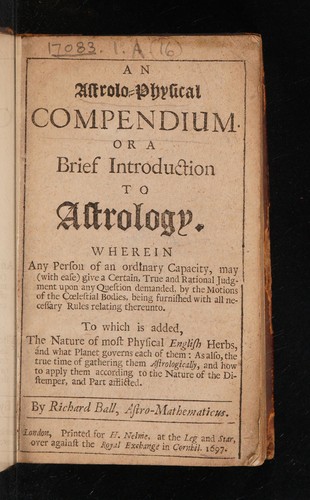 17083. 1. A (16)
AN
Aſtrolo-Phyſical
COMPENDIUM.
OR A
Brief Introduction
TO
Aſtrology.
WHEREIN
Any Perſon of an ordinary Capacity, may
(with eaſe) give a Certain, True and Rational Judg-
ment upon any Queſtion demanded, by the Motions
of the Cœleſtial Bodies, being furniſhed with all ne-
ceſſary Rules relating thereunto.
To which is added,
The Nature of moſt Phyſical Engliſh Herbs,
and what Planet governs each of them: As alſo, the
true time of gathering them Aſtrologically, and how
to apply them according to the Nature of the Di-
ſtemper, and Part afflicted.
By Richard Ball, Aſtro-Mathematicus.
London, Printed for H. Nelme. at the Leg and Star,
over againſt the Royal Exchange in Cornhil. 1697.